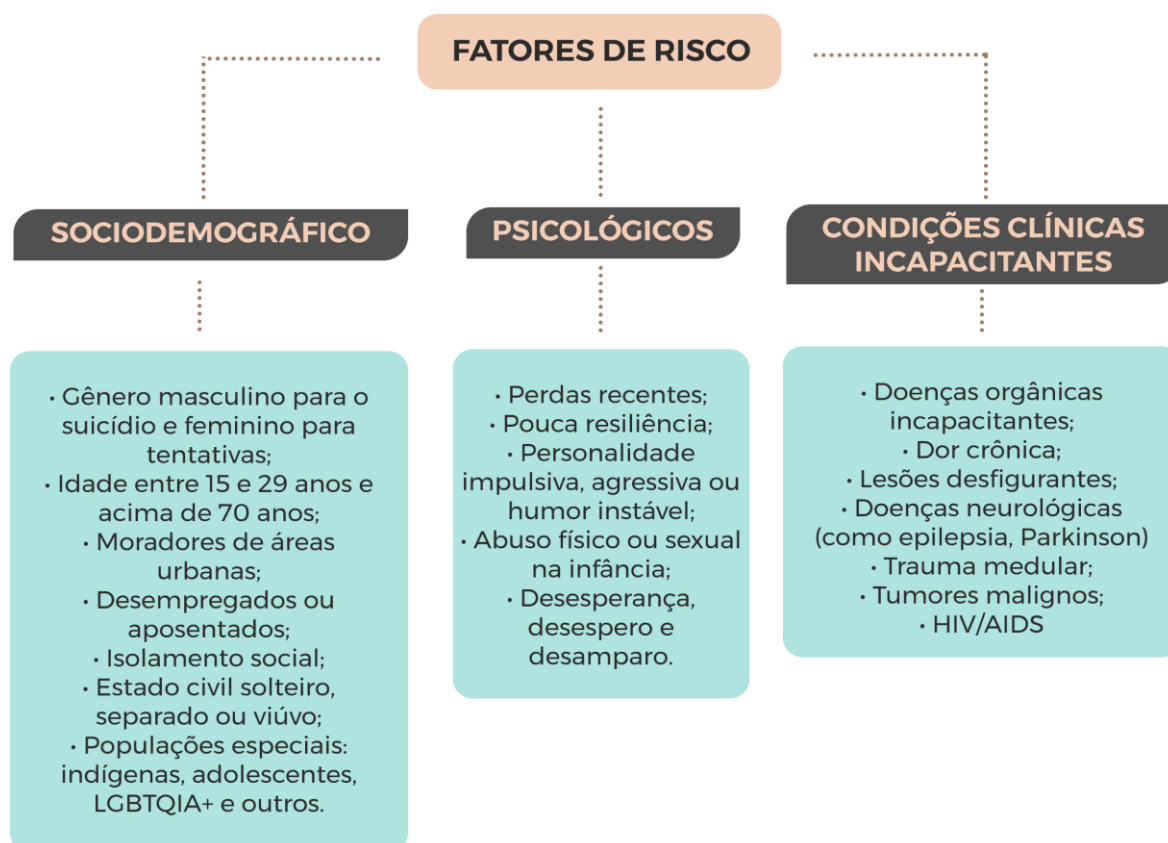 FATORES DE RISCO
SOCIODEMOGRÁFICO
• Gênero masculino para o
suicídio e feminino para
tentativas;
• Idade entre 15 e 29 anos e
acima de 70 anos;
• Moradores de áreas
urbanas;
• Desempregados ou
aposentados;
• Isolamento social;
• Estado civil solteiro,
separado ou viúvo;
• Populações especiais:
indígenas, adolescentes,
LGBTQIA+ e outros.
PSICOLÓGICOS
• Perdas recentes;
• Pouca resiliência;
• Personalidade
impulsiva, agressiva ou
humor instável;
• Abuso físico ou sexual
na infância;
• Desesperança,
desespero e
desamparo.
CONDIÇÕES CLÍNICAS
INCAPACITANTES
• Doenças orgânicas
incapacitantes;
• Dor crônica;
• Lesões desfigurantes;
• Doenças neurológicas
(como epilepsia, Parkinson)
• Trauma medular;
• Tumores malignos;
• HIV/AIDS